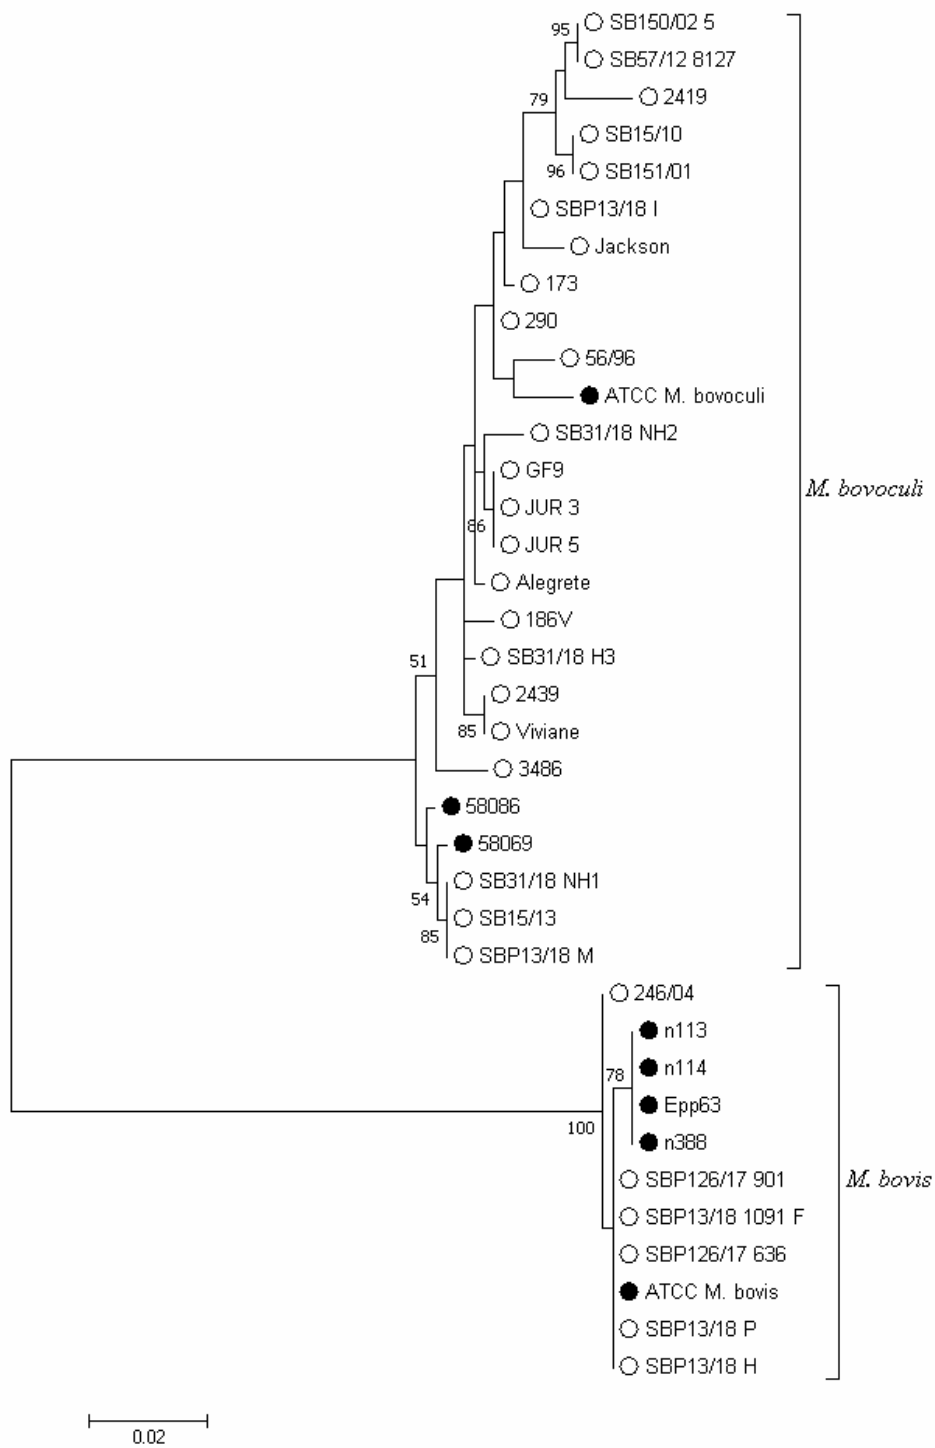 95
SB150/02 5
SB57/12 8127
2419
79
SB15/10
96
SB151/01
SBP13/18 I
Jackson
173
290
56/96
ATCC M. bovoculi
SB31/18 NH2
GF9
M. bovoculi
JUR 3
86
JUR 5
Alegrete
186V
SB31/18 H3
51
2439
85
Viviane
3486
58086
58069
SB31/18 NH1
54
SB15/13
85
SBP13/18 M
246/04
n113
n114
78
Epp63
100
n388
SBP126/17 901
M. bovis
SBP13/18 1091 F
SBP126/17 636
ATCC M. bovis
SBP13/18 P
SBP13/18 H
0.02